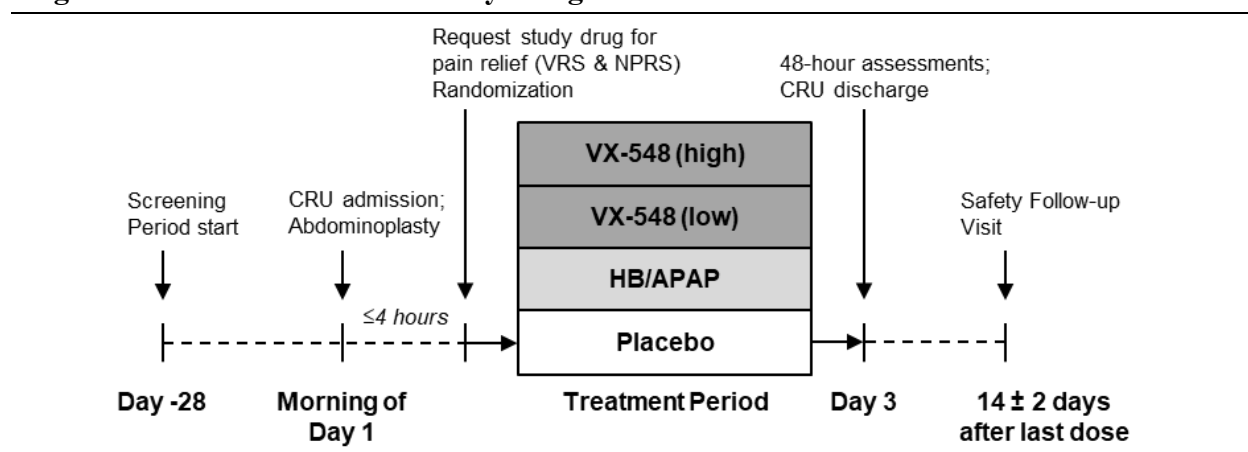 Request study drug for
pain relief (VRS & NPRS)
Randomization
48-hour assessments;
CRU discharge
VX-548 (high)
Screening
Period start
CRU admission;
Abdominoplasty
VX-548 (low)
Safety Follow-up
Visit
HB/APAP
≤4 hours
Placebo
Day -28
Morning of
Day 1
Treatment Period
Day 3
14 ± 2 days
after last dose